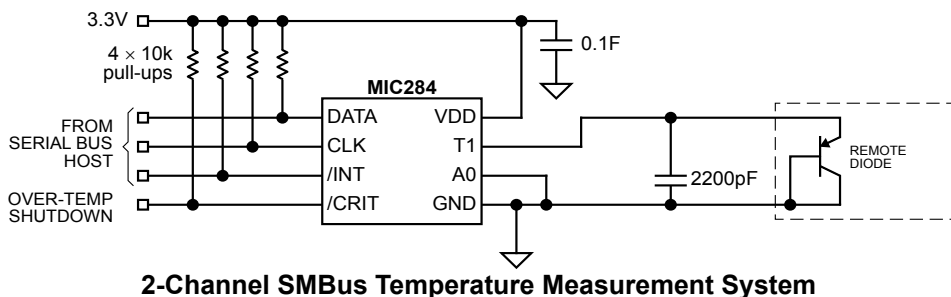 3.3V
4 × 10k
pull-ups
0.1F
MIC284
FROM
SERIAL BUS
HOST
OVER-TEMP
SHUTDOWN
DATA
CLK
/INT
/CRIT
VDD
T1
A0
GND
2200pF
REMOTE
DIODE
2-Channel SMBus Temperature Measurement System